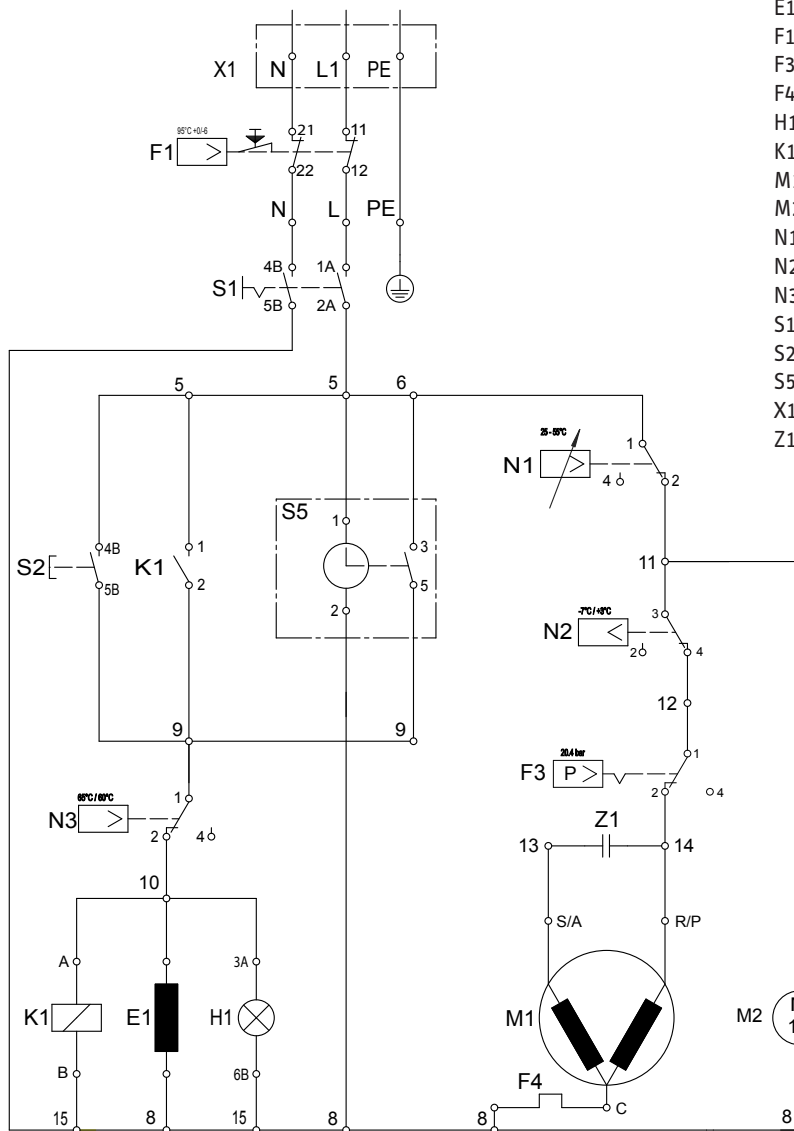 E1
F1
F3
F4
H1
K1
M
M
N1
N2
N3
S1
S2
S5
X1
Z1
X1 N L1 PE
95°C +0/-6
F1 > 21 11
22 12
N L PE
4B 1A
S1
5B 2A
5 5 6
25 - 55°C
N1 > 1
4 2
S5
1
S2 4B K1 1 3
5B 2 5
2
11
-7°C / +8°C
N2 < 3
2 4
12
9 9
20.4 bar
F3 P > 1
2 4
65°C / 60°C
N3 > 1
2 4
Z1
13 14
10
S/A R/P
A 3A
K1 E1 H1 M1 M2
1
B 6B
F4
C
15 8 15 8 8 8